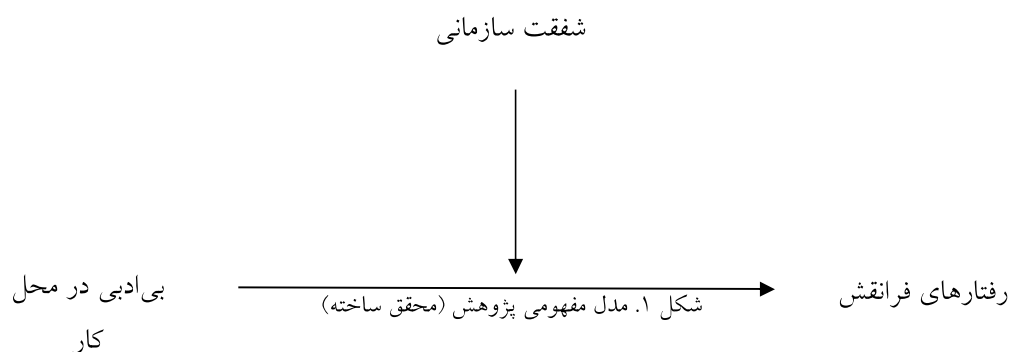 شفقت سازمانی
بی‌ادبی در محل
کار
رفتارهای فرانقش
شکل ۱. مدل مفهومی پژوهش (محقق ساخته)